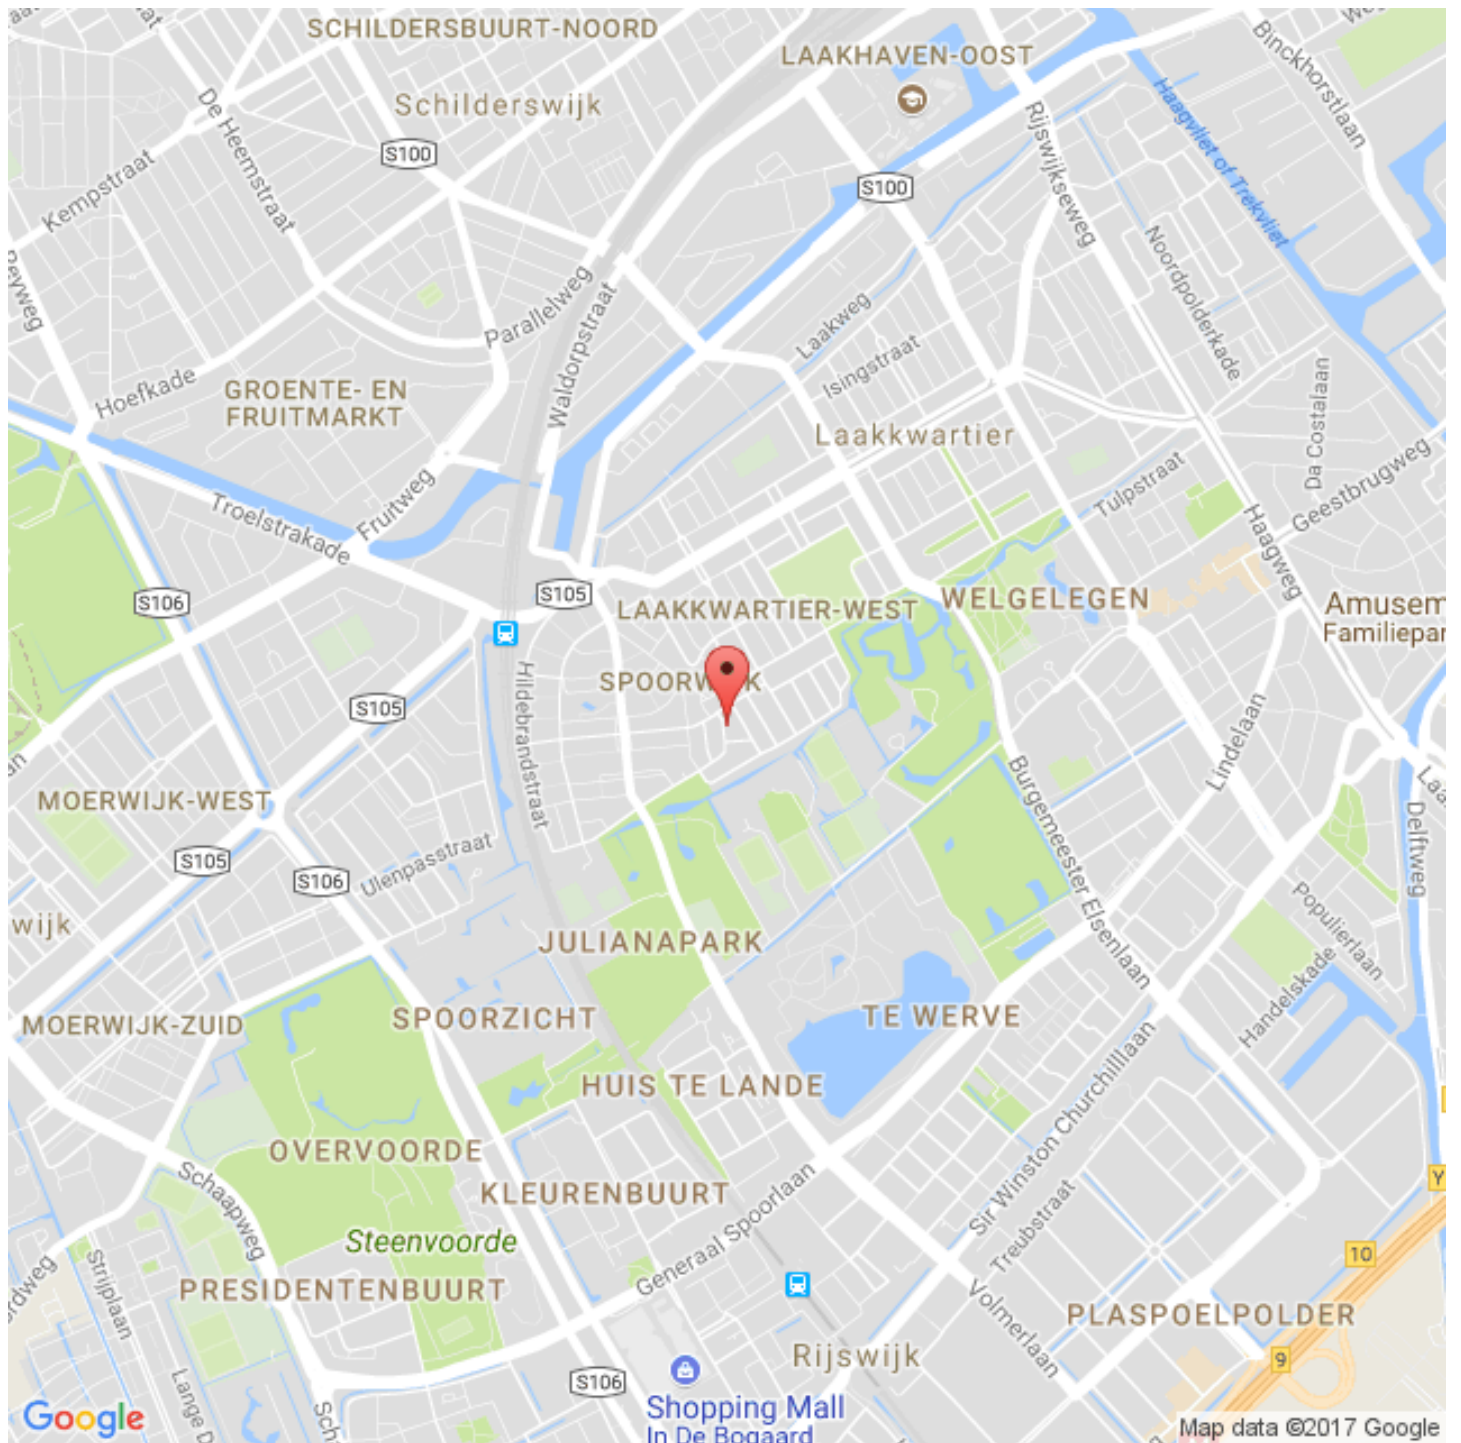 SCHILDERSBUURT-NOORD
LAAKHAVEN-OOST
Binckhorstlaan
Schilderswijk
De Heemstraat
S100
Kempstraat
S100
Rijswijkseweg
Haagvliet of Trekvliet
Noordpolderkade
Parallelweg
Waldorpstraat
Laakweg
Isingstraat
Hoefkade
GROENTE- EN
FRUITMARKT
Laakkwartier
Da Costalaan
Geestbrugweg
Tulpstraat
Fruitweg
Troelstrakade
Haagweg
S106
S105
LAAKKWARTIER-WEST
WELGELEGEN
Amusem
Familiepar
Hildebrandstraat
S105
Lindelaan
MOERWIJK-WEST
Burgemeester Elsenlaan
Delftweg
S105
S106
Ulenpasstraat
wijk
Populierlaan
JULIANAPARK
Handelskade
MOERWIJK-ZUID
SPOORZICHT
TE WERVE
HUIS TE LANDE
Sir Winston Churchilllaan
OVERVOORDE
KLEURENBUURT
Schaapweg
Generaal Spoorlaan
Treubstraat
Steenvoorde
10
PRESIDENTENBUURT
Strijplaan
Volmerlaan
PLASPOELPOLDER
Rijswijk
9
S106
Shopping Mall
In De Bogaard
Lange D
Sch
Google
Map data ©2017 Google